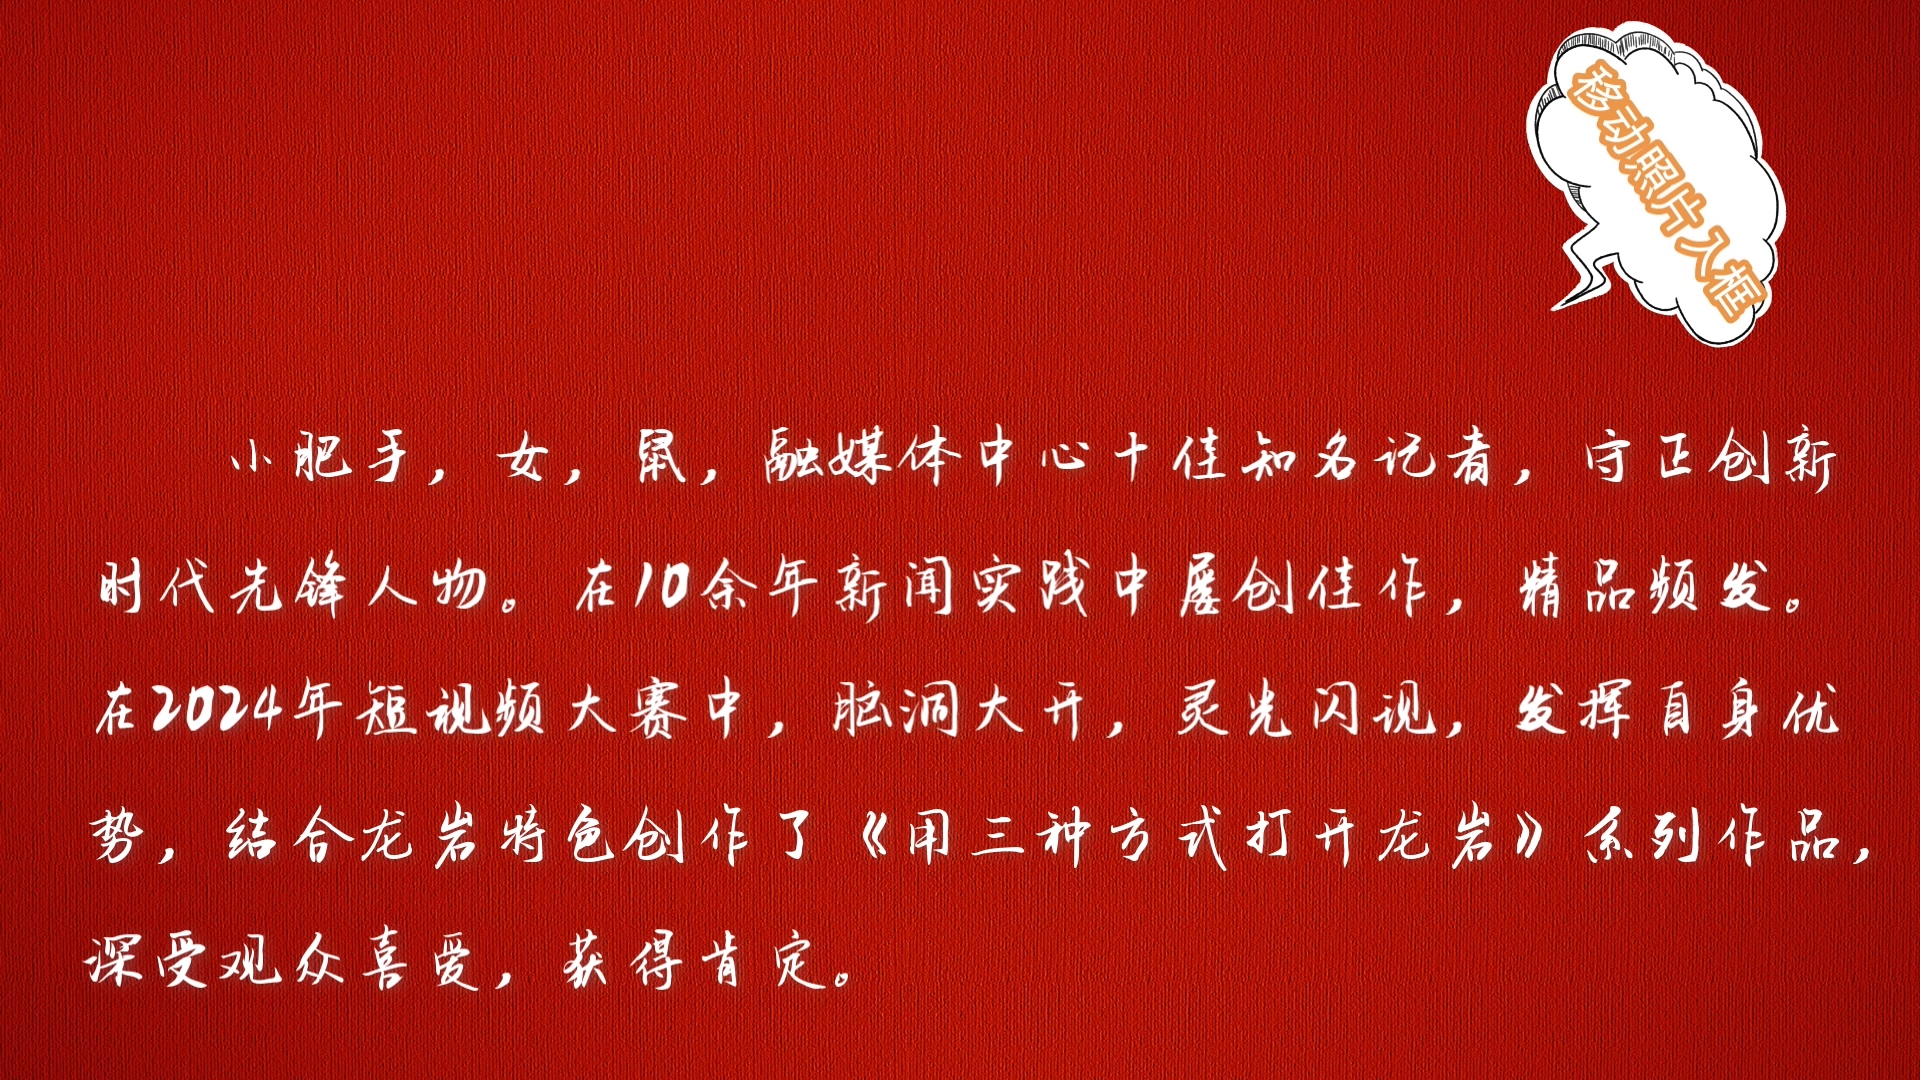 移动照片入框
小肥手，女，鼠，融媒体中心十佳知名记者，守正创新
时代先锋人物。在10余年新闻实践中屡创佳作，精品频发。
在2024年短视频大赛中，脑洞大开，灵光闪现，发挥自身优
势，结合龙岩特色创作了《用三种方式打开龙岩》系列作品，
深受观众喜爱，获得肯定。